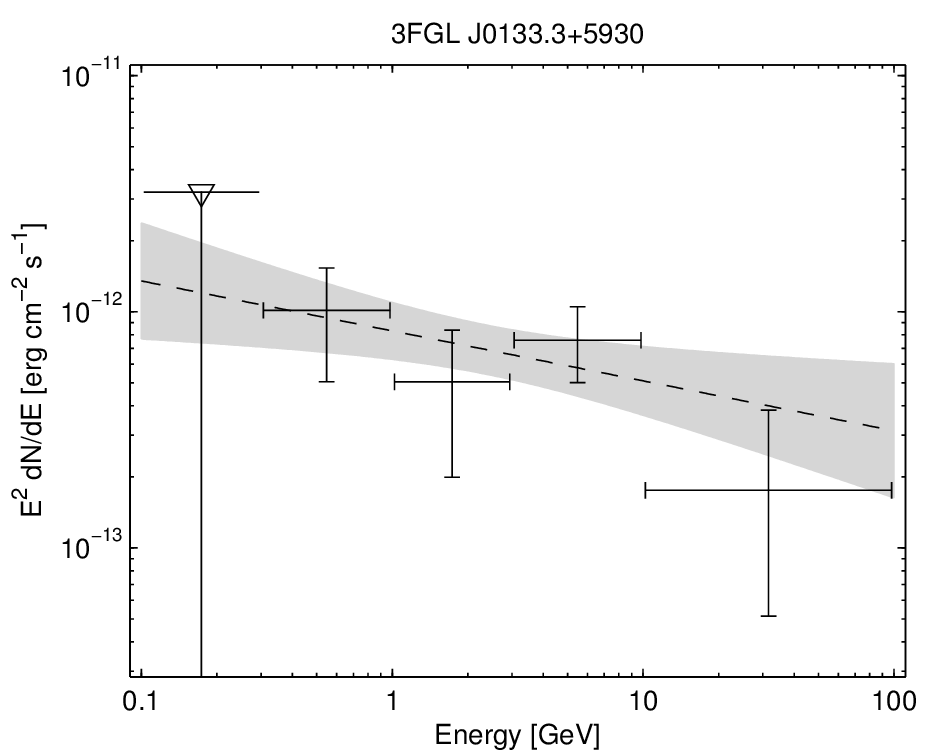 3FGL J0133.3+5930
10⁻¹¹
10⁻¹²
10⁻¹³
E² dN/dE [erg cm⁻² s⁻¹]
0.1 1 10 100
Energy [GeV]